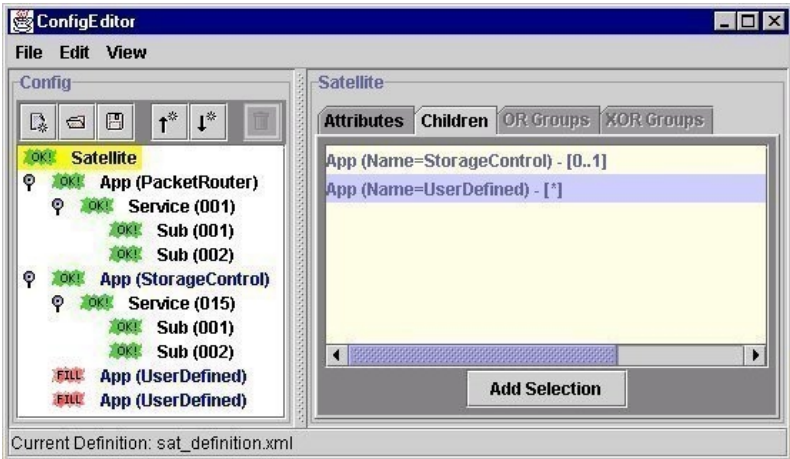 ConfigEditor
File Edit View
Config
OK! Satellite
OK! App (PacketRouter)
OK! Service (001)
OK! Sub (001)
OK! Sub (002)
OK! App (StorageControl)
OK! Service (015)
OK! Sub (001)
OK! Sub (002)
FILL App (UserDefined)
FILL App (UserDefined)
Satellite
Attributes Children OR Groups XOR Groups
App (Name=StorageControl) - [0..1]
App (Name=UserDefined) - [*]
Add Selection
Current Definition: sat_definition.xml